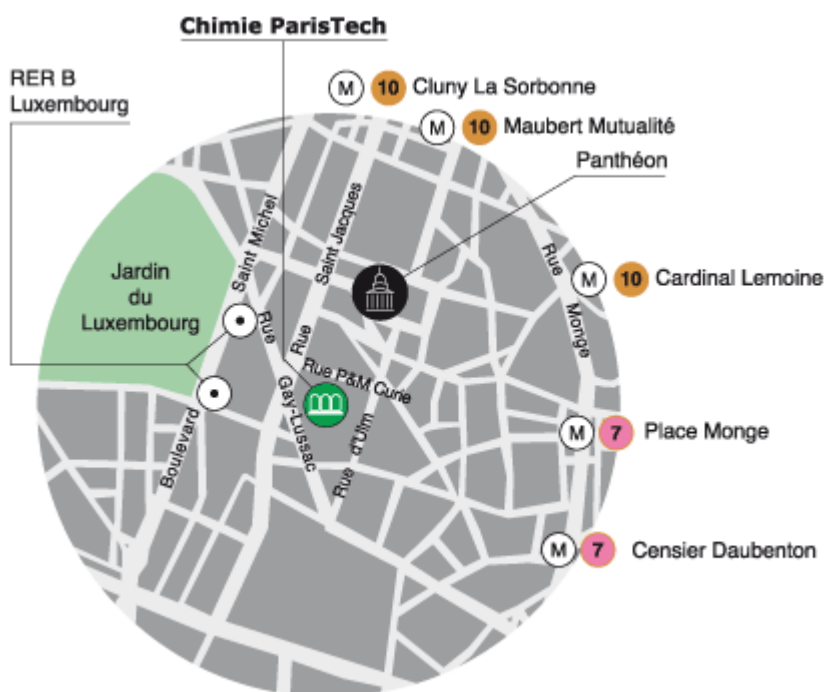 Chimie ParisTech
RER B
Luxembourg
M 10 Cluny La Sorbonne
M 10 Maubert Mutualité
Panthéon
Jardin
du
Luxembourg
Boulevard Saint Michel
Rue Saint Jacques
Rue Gay-Lussac
Rue P&M Curie
Rue d'Ulm
Rue Monge
M 10 Cardinal Lemoine
M 7 Place Monge
M 7 Censier Daubenton